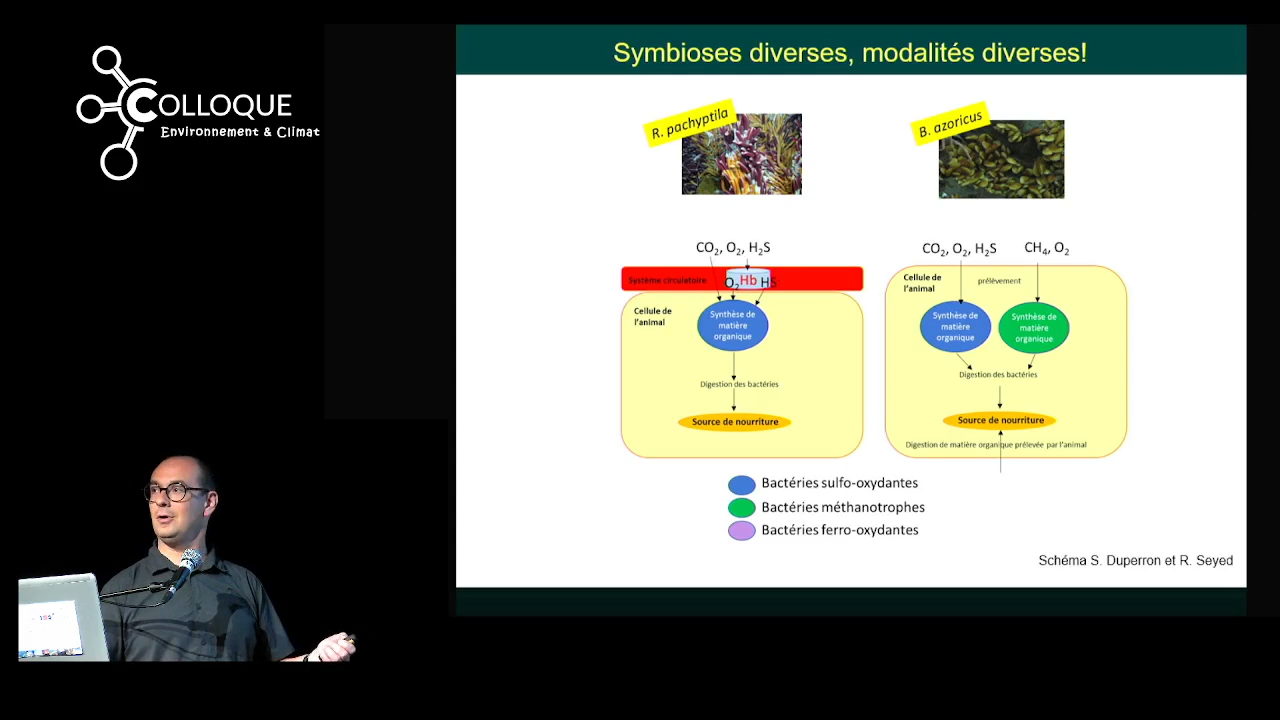 COLLOQUE
Environnement & Climat
Symbioses diverses, modalités diverses!
R. pachyptila
B. azoricus
CO2, O2, H2S
Système circulatoire
O2 Hb HS
Cellule de
l'animal
Synthèse de
matière
organique
Digestion des bactéries
Source de nourriture
CO2, O2, H2S
CH4, O2
Cellule de
l'animal
prélèvement
Synthèse de
matière
organique
Synthèse de
matière
organique
Digestion des bactéries
Source de nourriture
Digestion de matière organique prélevée par l'animal
Bactéries sulfo-oxydantes
Bactéries méthanotrophes
Bactéries ferro-oxydantes
Schéma S. Duperron et R. Seyed